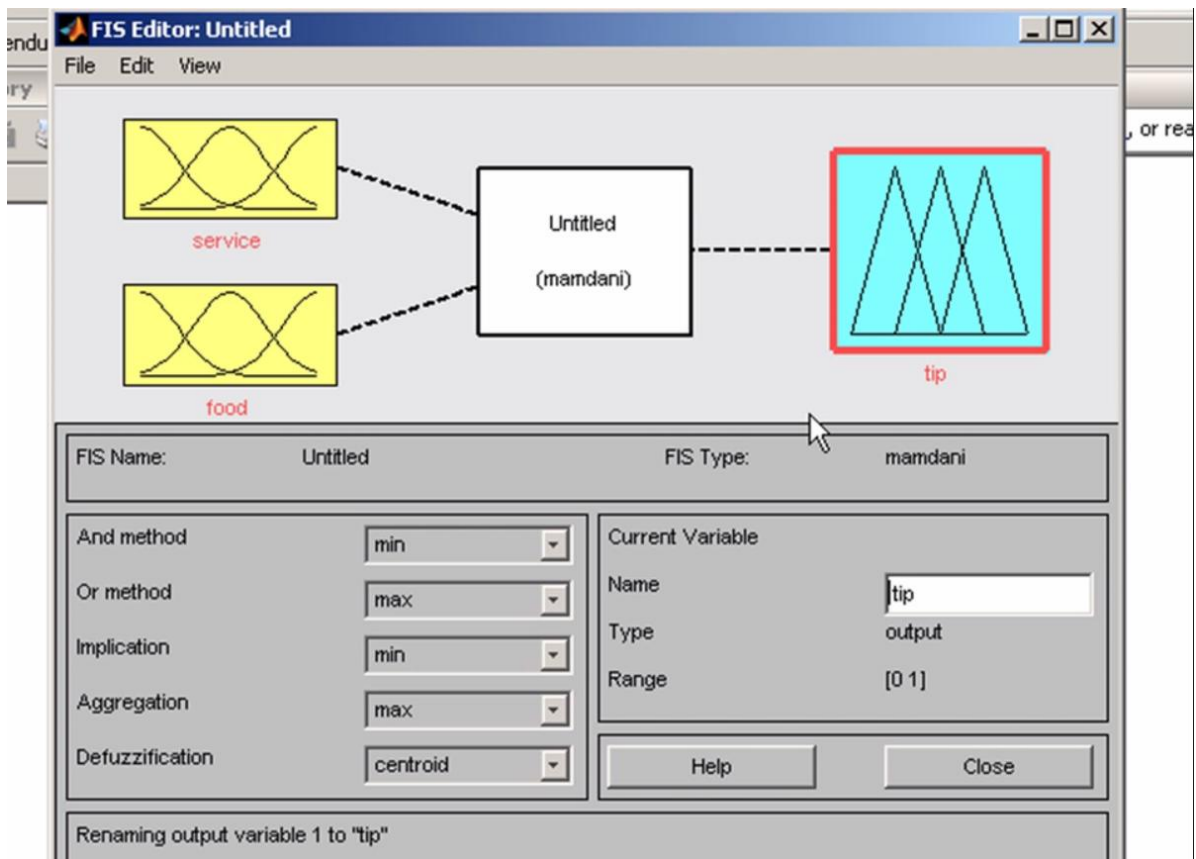 FIS Editor: Untitled
File Edit View
, or rea
service
food
Untitled
(mamdani)
tip
FIS Name: Untitled FIS Type: mamdani
And method min
Or method max
Implication min
Aggregation max
Defuzzification centroid
Current Variable
Name tip
Type output
Range [0 1]
Help Close
Renaming output variable 1 to "tip"